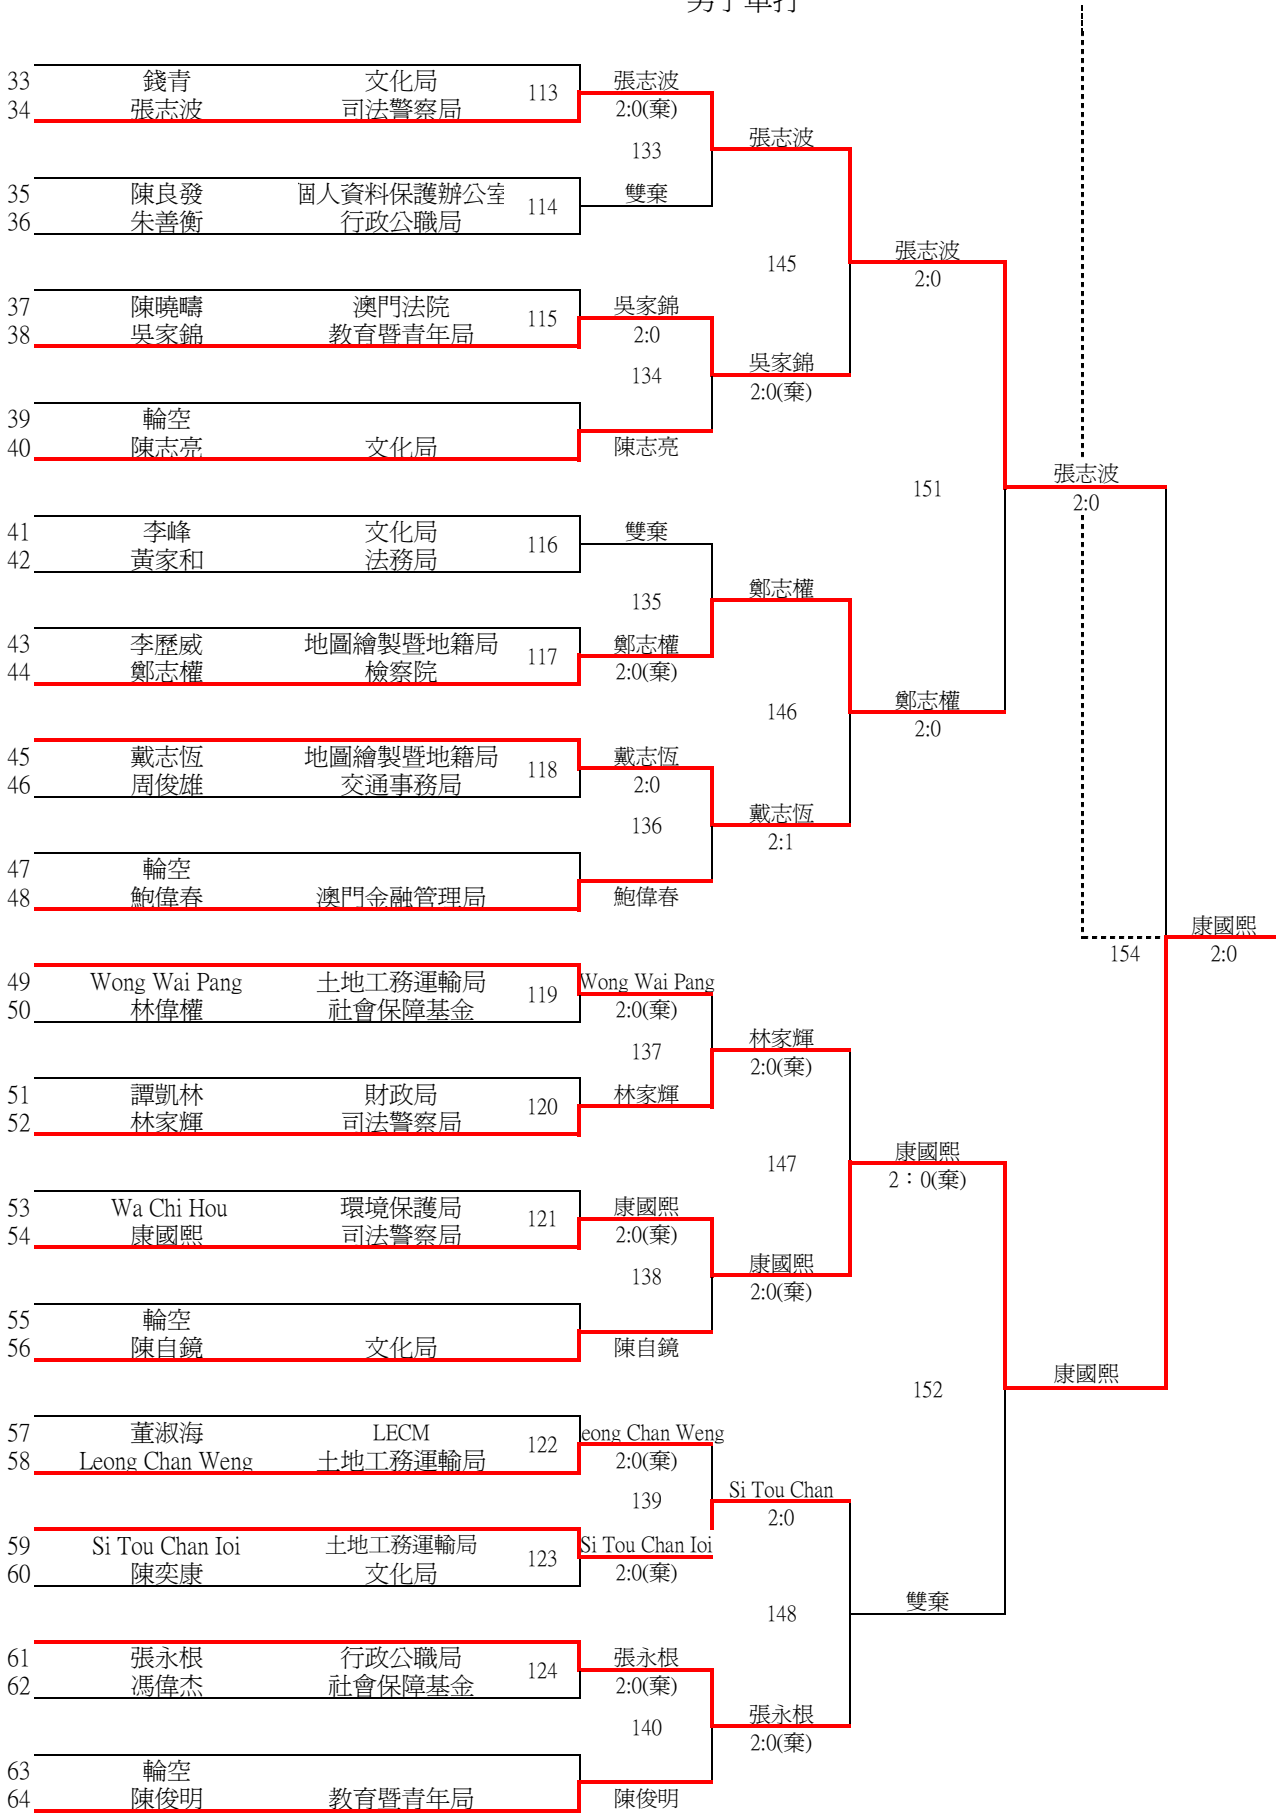 男子單打
33 錢青 文化局 113 張志波
34 張志波 司法警察局 2:0(棄)
133 張志波
35 陳良發 個人資料保護辦公室 114 雙棄
36 朱善衡 行政公職局
145 張志波
2:0
37 陳曉疇 澳門法院 115 吳家錦
38 吳家錦 教育暨青年局 2:0
134 吳家錦
2:0(棄)
39 輪空
40 陳志亮 文化局 陳志亮
151 張志波
2:0
41 李峰 文化局 116 雙棄
42 黃家和 法務局
135 鄭志權
43 李歷威 地圖繪製暨地籍局 117 鄭志權
44 鄭志權 檢察院 2:0(棄)
146 鄭志權
2:0
45 戴志恆 地圖繪製暨地籍局 118 戴志恆
46 周俊雄 交通事務局 2:0
136 戴志恆
2:1
47 輪空
48 鮑偉春 澳門金融管理局 鮑偉春
154 康國熙
2:0
49 Wong Wai Pang 土地工務運輸局 119 Wong Wai Pang
50 林偉權 社會保障基金 2:0(棄)
137 林家輝
2:0(棄)
51 譚凱林 財政局 120 林家輝
52 林家輝 司法警察局
147 康國熙
2：0(棄)
53 Wa Chi Hou 環境保護局 121 康國熙
54 康國熙 司法警察局 2:0(棄)
138 康國熙
2:0(棄)
55 輪空
56 陳自鏡 文化局 陳自鏡
152 康國熙
57 董淑海 LECM 122 eong Chan Weng
58 Leong Chan Weng 土地工務運輸局 2:0(棄)
139 Si Tou Chan
2:0
59 Si Tou Chan Ioi 土地工務運輸局 123 Si Tou Chan Ioi
60 陳奕康 文化局 2:0(棄)
148 雙棄
61 張永根 行政公職局 124 張永根
62 馮偉杰 社會保障基金 2:0(棄)
140 張永根
2:0(棄)
63 輪空
64 陳俊明 教育暨青年局 陳俊明